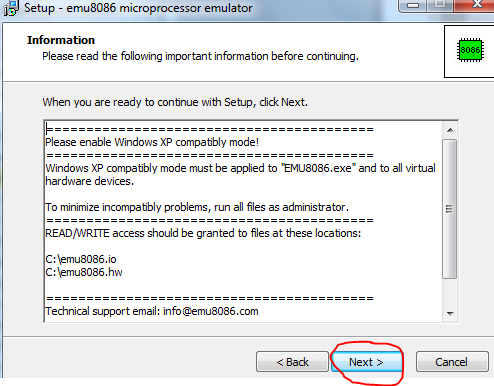 Setup - emu8086 microprocessor emulator
Information
Please read the following important information before continuing.
8086
When you are ready to continue with Setup, click Next.
=============================================
Please enable Windows XP compatibly mode!
=============================================
Windows XP compatibly mode must be applied to "EMU8086.exe" and to all virtual
hardware devices.
To minimize incompatibly problems, run all files as administrator.
=============================================
READ/WRITE access should be granted to files at these locations:
C:\emu8086.io
C:\emu8086.hw
=============================================
Technical support email: info@emu8086.com
< Back
Next >
Cancel